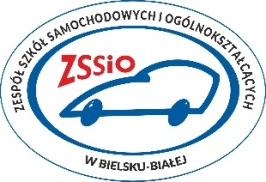 ZESPÓŁ SZKÓŁ SAMOCHODOWYCH I OGÓLNOKSZTAŁCĄCYCH
ZSSiO
W BIELSKU-BIAŁEJ